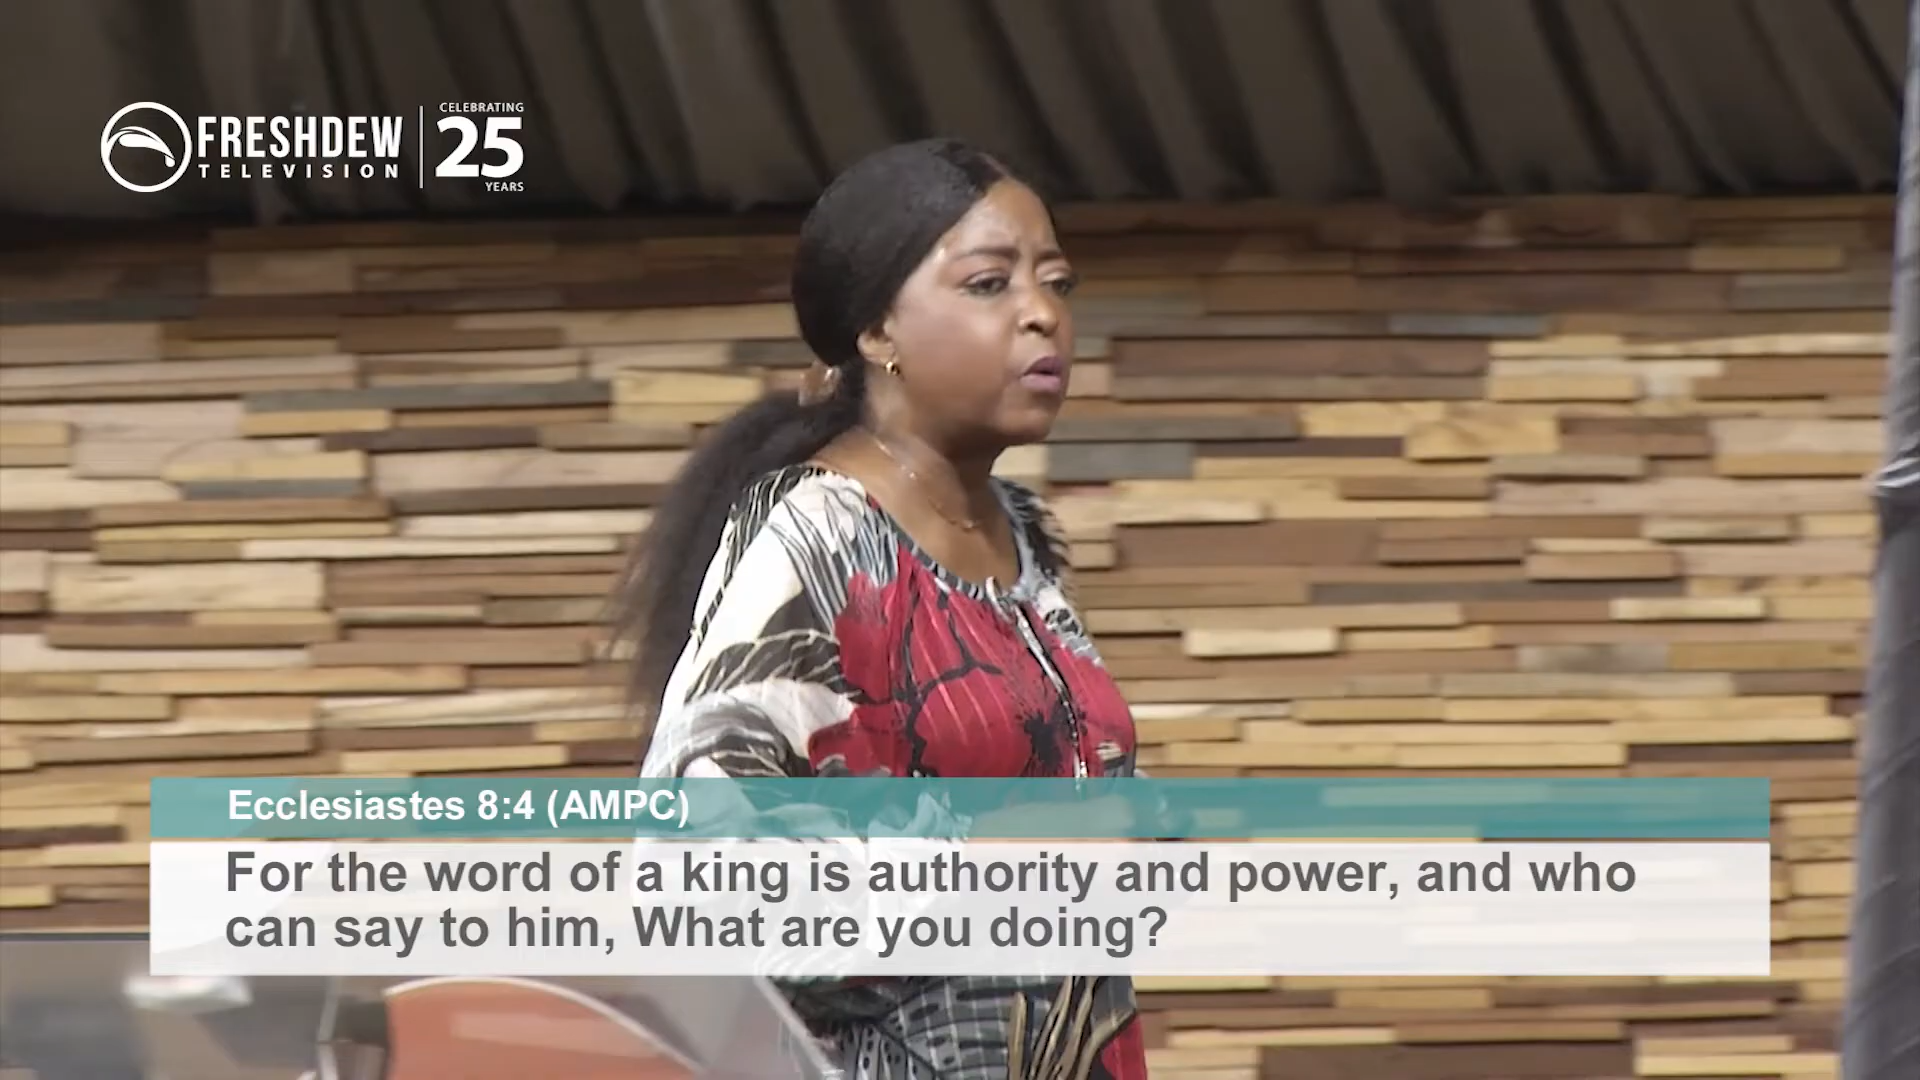 FRESHDEW
TELEVISION
CELEBRATING
25
YEARS
Ecclesiastes 8:4 (AMPC)
For the word of a king is authority and power, and who
can say to him, What are you doing?